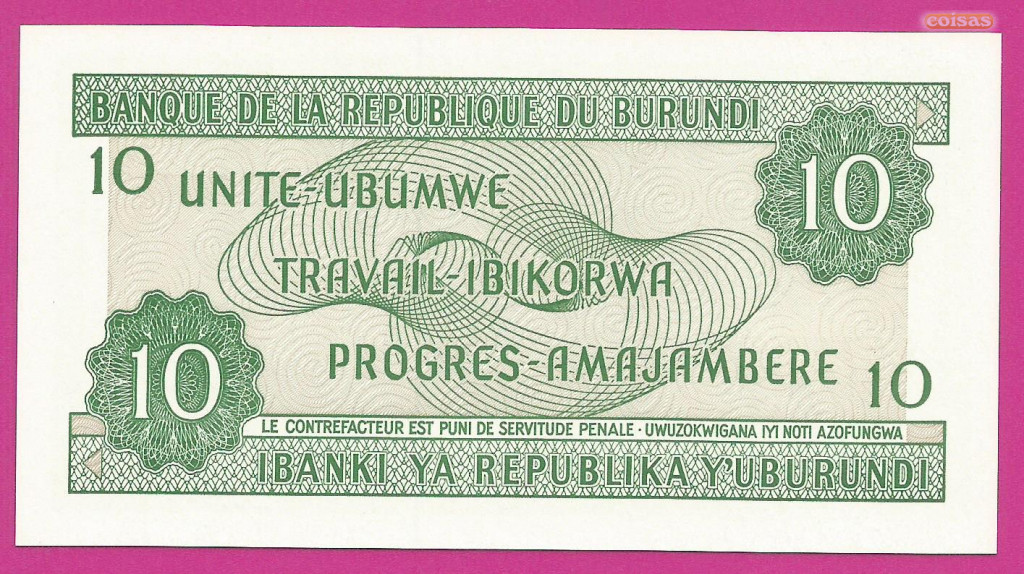 coisas
BANQUE DE LA REPUBLIQUE DU BURUNDI
10
10
UNITE-UBUMWE
TRAVAIL-IBIKORWA
PROGRES-AMAJAMBERE
10
10
LE CONTREFACTEUR EST PUNI DE SERVITUDE PENALE · UWUZOKWIGANA IYI NOTI AZOFUNGWA
IBANKI YA REPUBLIKA Y'UBURUNDI